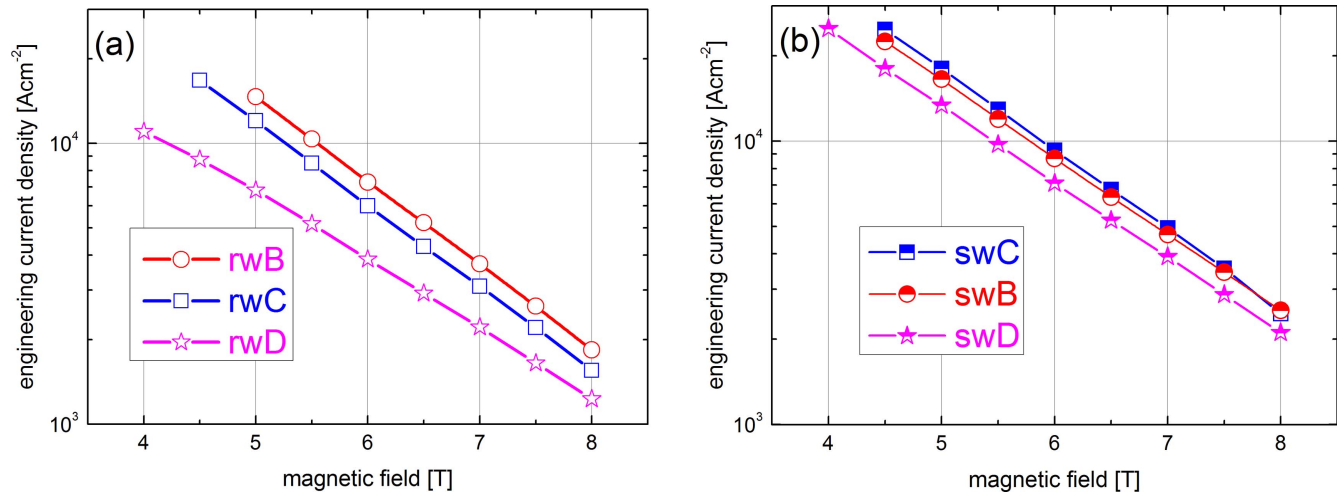 (a)
engineering current density [Acm⁻²]
10⁴
10³
rwB
rwC
rwD
4 5 6 7 8
magnetic field [T]
(b)
engineering current density [Acm⁻²]
10⁴
10³
swC
swB
swD
4 5 6 7 8
magnetic field [T]